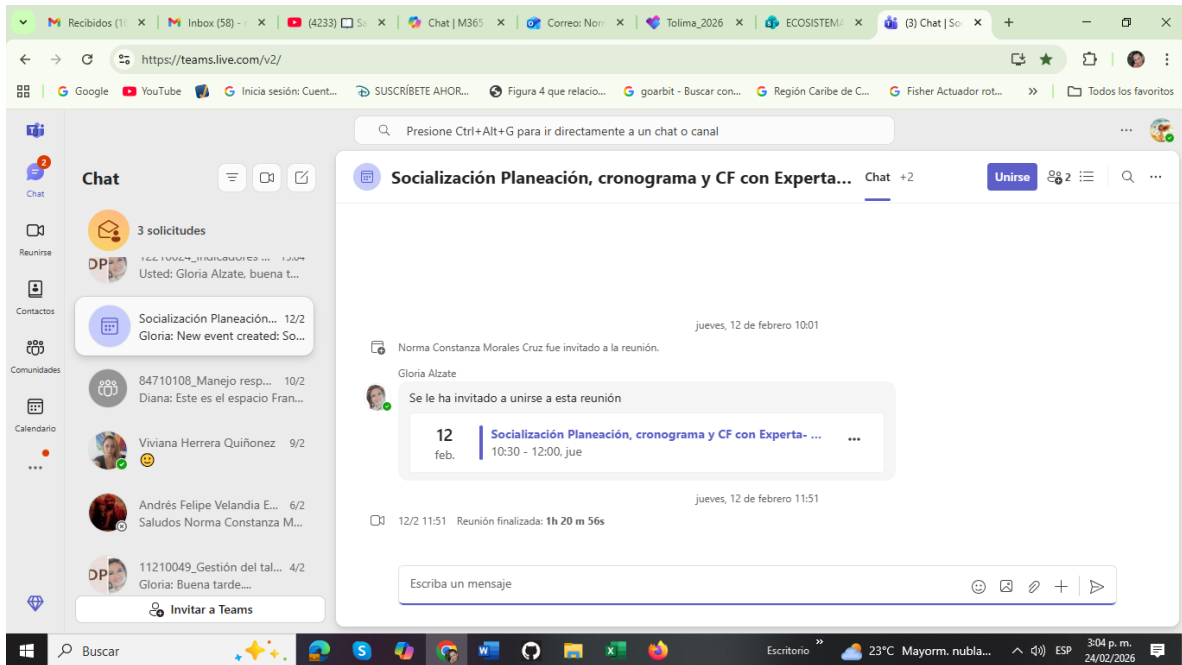 Recibidos (1
Inbox (58) -
(4233)
Chat | M365
Correo: Nor
Tolima_2026
ECOSISTEMA
(3) Chat | So
https://teams.live.com/v2/
Google
YouTube
Inicia sesión: Cuent...
SUSCRÍBETE AHOR...
Figura 4 que relacio...
goarbit - Buscar con...
Región Caribe de C...
Fisher Actuador rot...
Todos los favoritos
Presione Ctrl+Alt+G para ir directamente a un chat o canal
2
Chat
Reunirse
Contactos
Comunidades
Calendario
Chat
3 solicitudes
DP
Usted: Gloria Alzate, buena t...
Socialización Planeación... 12/2
Gloria: New event created: So...
84710108_Manejo resp... 10/2
Diana: Este es el espacio Fran...
Viviana Herrera Quiñonez 9/2
Andrés Felipe Velandia E... 6/2
Saludos Norma Constanza M...
DP
11210049_Gestión del tal... 4/2
Gloria: Buena tarde....
Invitar a Teams
Socialización Planeación, cronograma y CF con Experta...
Chat +2
Unirse
2
jueves, 12 de febrero 10:01
Norma Constanza Morales Cruz fue invitado a la reunión.
Gloria Alzate
Se le ha invitado a unirse a esta reunión
12
feb.
Socialización Planeación, cronograma y CF con Experta- ...
10:30 - 12:00, jue
jueves, 12 de febrero 11:51
12/2 11:51 Reunión finalizada: 1h 20 m 56s
Escriba un mensaje
Buscar
Escritorio
23°C Mayorm. nubla...
ESP
3:04 p. m.
24/02/2026